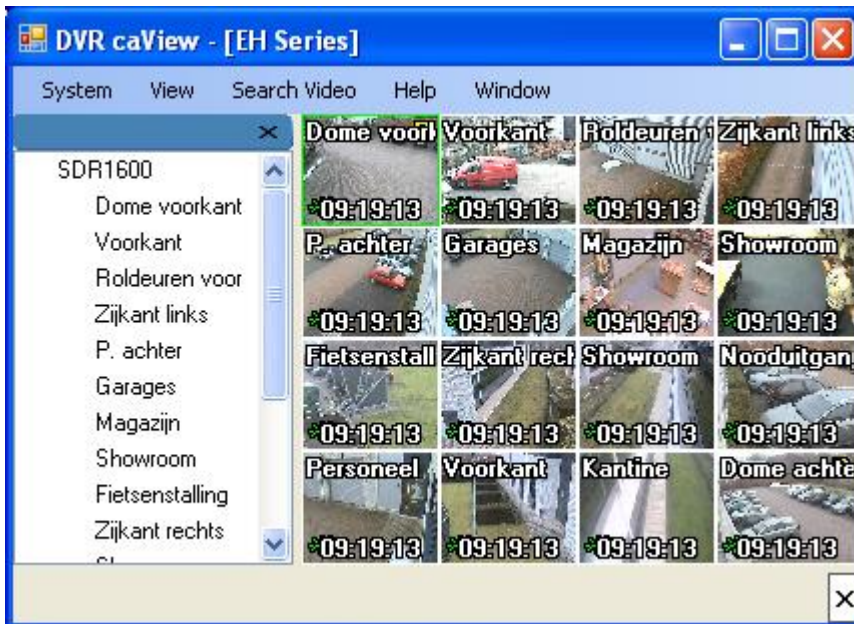 DVR caView - [EH Series]
System View Search Video Help Window
SDR1600
Dome voorkant
Voorkant
Roldeuren voor
Zijkant links
P. achter
Garages
Magazijn
Showroom
Fietsenstalling
Zijkant rechts
Dome voork Voorkant Roldeuren Zijkant links
09:19:13 09:19:13 09:19:13 09:19:13
P. achter Garages Magazijn Showroom
09:19:13 09:19:13 09:19:13 09:19:13
Fietsenstall Zijkant rech Showroom Nooduitgan
09:19:13 09:19:13 09:19:13 09:19:13
Personeel Voorkant Kantine Dome achte
09:19:13 09:19:13 09:19:13 09:19:13